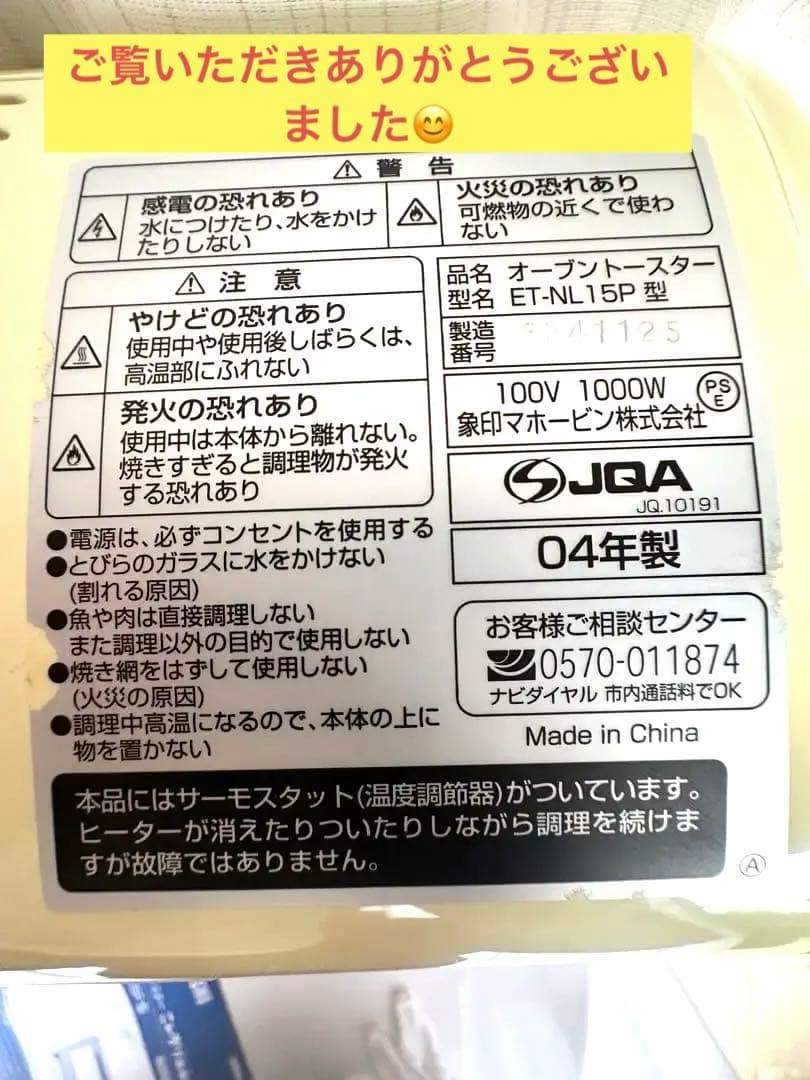 ご覧いただきありがとうござい
ました😊
⚠警告
感電の恐れあり
水につけたり、水をかけ
たりしない
火災の恐れあり
可燃物の近くで使わ
ない
⚠注意
やけどの恐れあり
使用中や使用後しばらくは、
高温部にふれない
発火の恐れあり
使用中は本体から離れない。
焼きすぎると調理物が発火
する恐れあり
●電源は、必ずコンセントを使用する
●とびらのガラスに水をかけない
(割れる原因)
●魚や肉は直接調理しない
また調理以外の目的で使用しない
●焼き網をはずして使用しない
(火災の原因)
●調理中高温になるので、本体の上に
物を置かない
品名 オーブントースター
型名 ET-NL15P 型
製造
番号
100V 1000W
PS
E
象印マホービン株式会社
JQA
JQ.10191
04年製
お客様ご相談センター
0570-011874
ナビダイヤル 市内通話料でOK
Made in China
本品にはサーモスタット(温度調節器)がついています。
ヒーターが消えたりついたりしながら調理を続けま
すが故障ではありません。
Ⓐ